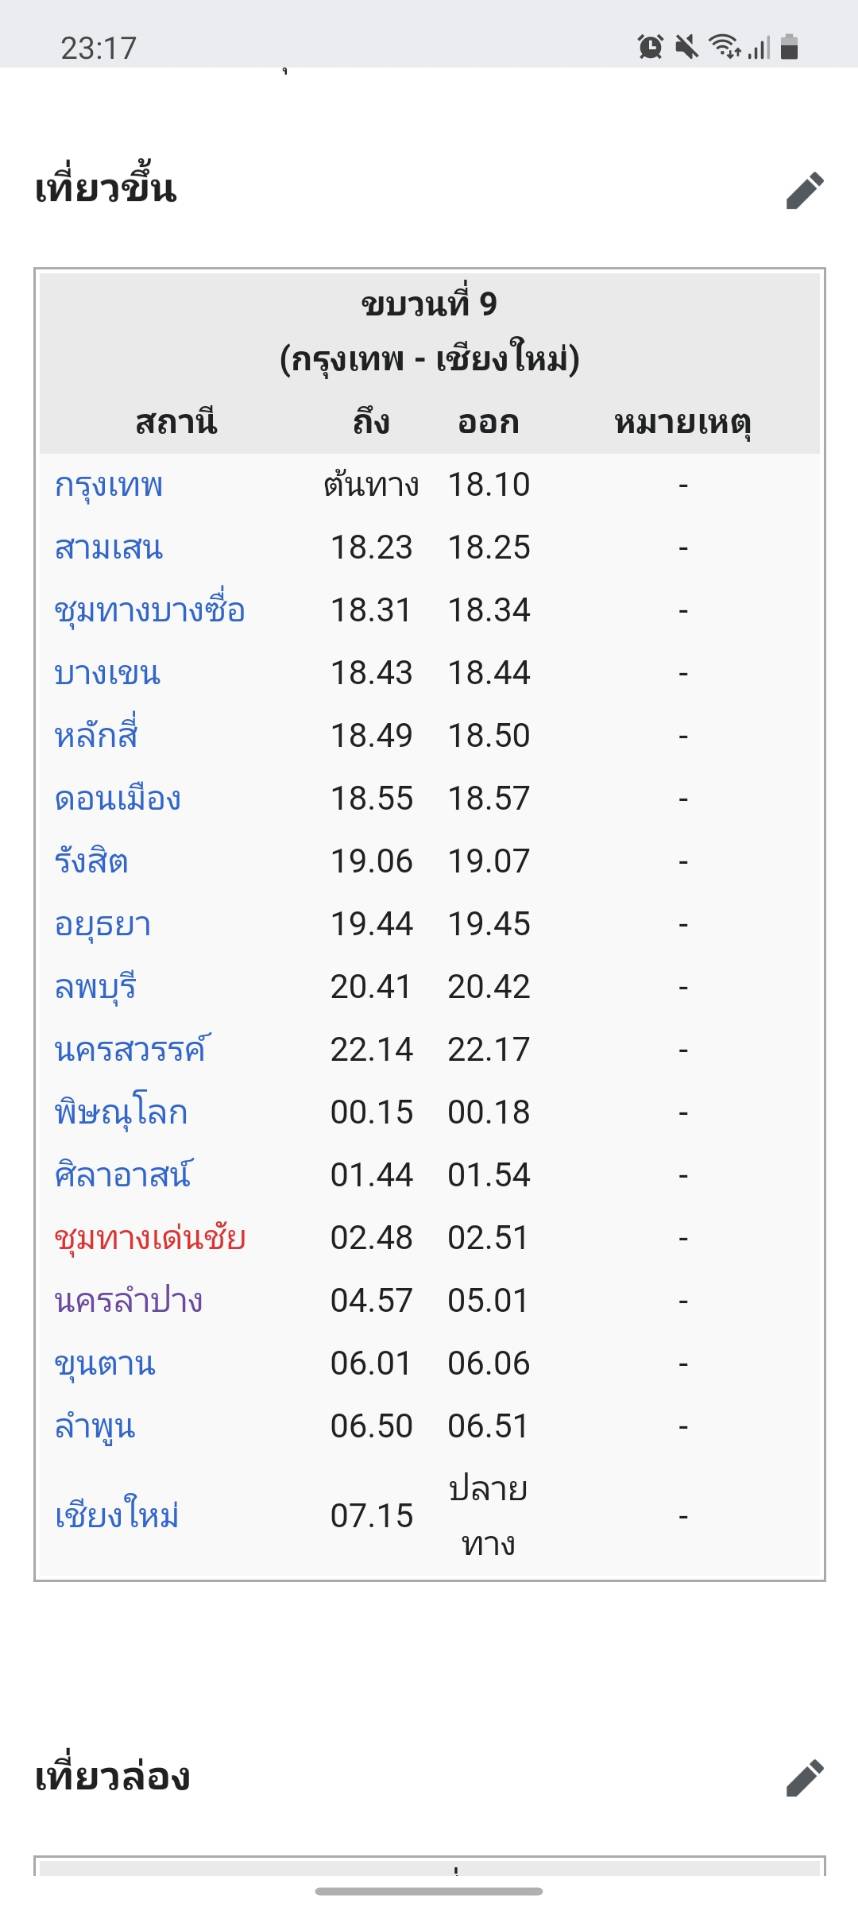 23:17
เที่ยวขึ้น
ขบวนที่ 9
(กรุงเทพ - เชียงใหม่)
สถานี ถึง ออก หมายเหตุ
กรุงเทพ ต้นทาง 18.10 -
สามเสน 18.23 18.25 -
ชุมทางบางซื่อ 18.31 18.34 -
บางเขน 18.43 18.44 -
หลักสี่ 18.49 18.50 -
ดอนเมือง 18.55 18.57 -
รังสิต 19.06 19.07 -
อยุธยา 19.44 19.45 -
ลพบุรี 20.41 20.42 -
นครสวรรค์ 22.14 22.17 -
พิษณุโลก 00.15 00.18 -
ศิลาอาสน์ 01.44 01.54 -
ชุมทางเด่นชัย 02.48 02.51 -
นครลำปาง 04.57 05.01 -
ขุนตาน 06.01 06.06 -
ลำพูน 06.50 06.51 -
เชียงใหม่ 07.15 ปลาย
ทาง -
เที่ยวล่อง